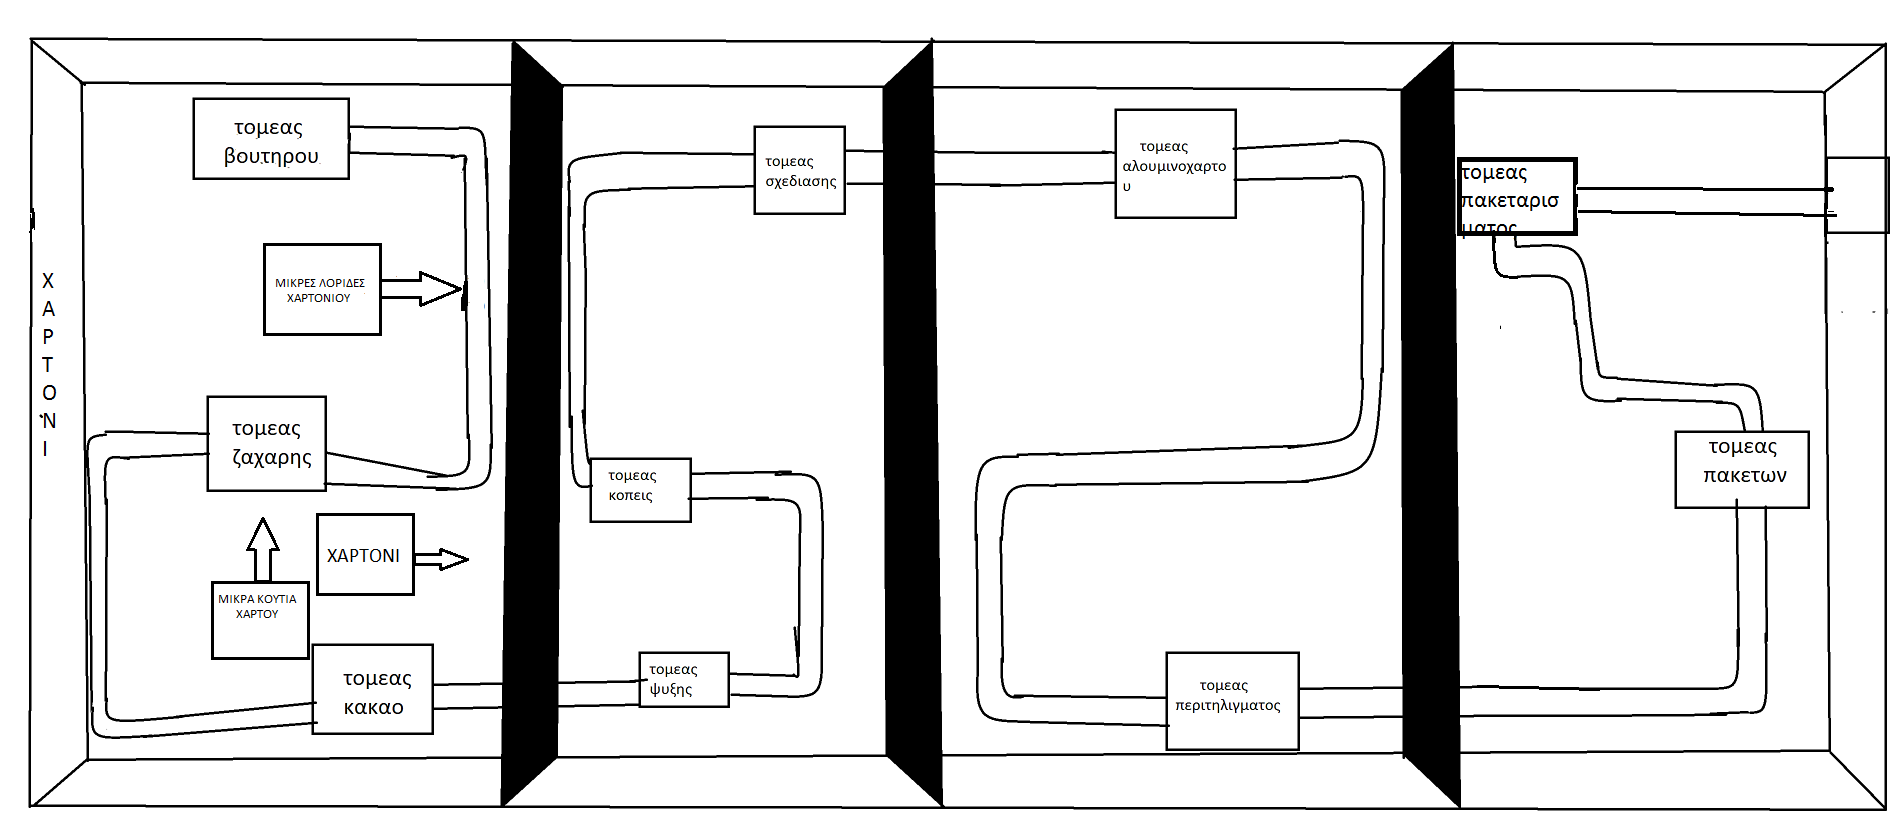 τομεας
βουτηρου
ΜΙΚΡΕΣ ΛΟΡΙΔΕΣ
ΧΑΡΤΟΝΙΟΥ
Χ
Α
Ρ
Τ
Ο
Ν
Ι
τομεας
ζαχαρης
ΧΑΡΤΟΝΙ
ΜΙΚΡΑ ΚΟΥΤΙΑ
ΧΑΡΤΟΥ
τομεας
κακαο
τομεας
σχεδιασης
τομεας
κοπεις
τομεας
ψυξης
τομεας
αλουμινοχαρτο
υ
τομεας
περιτηλιγματος
τομεας
πακεταρισ
ματος
τομεας
πακετων